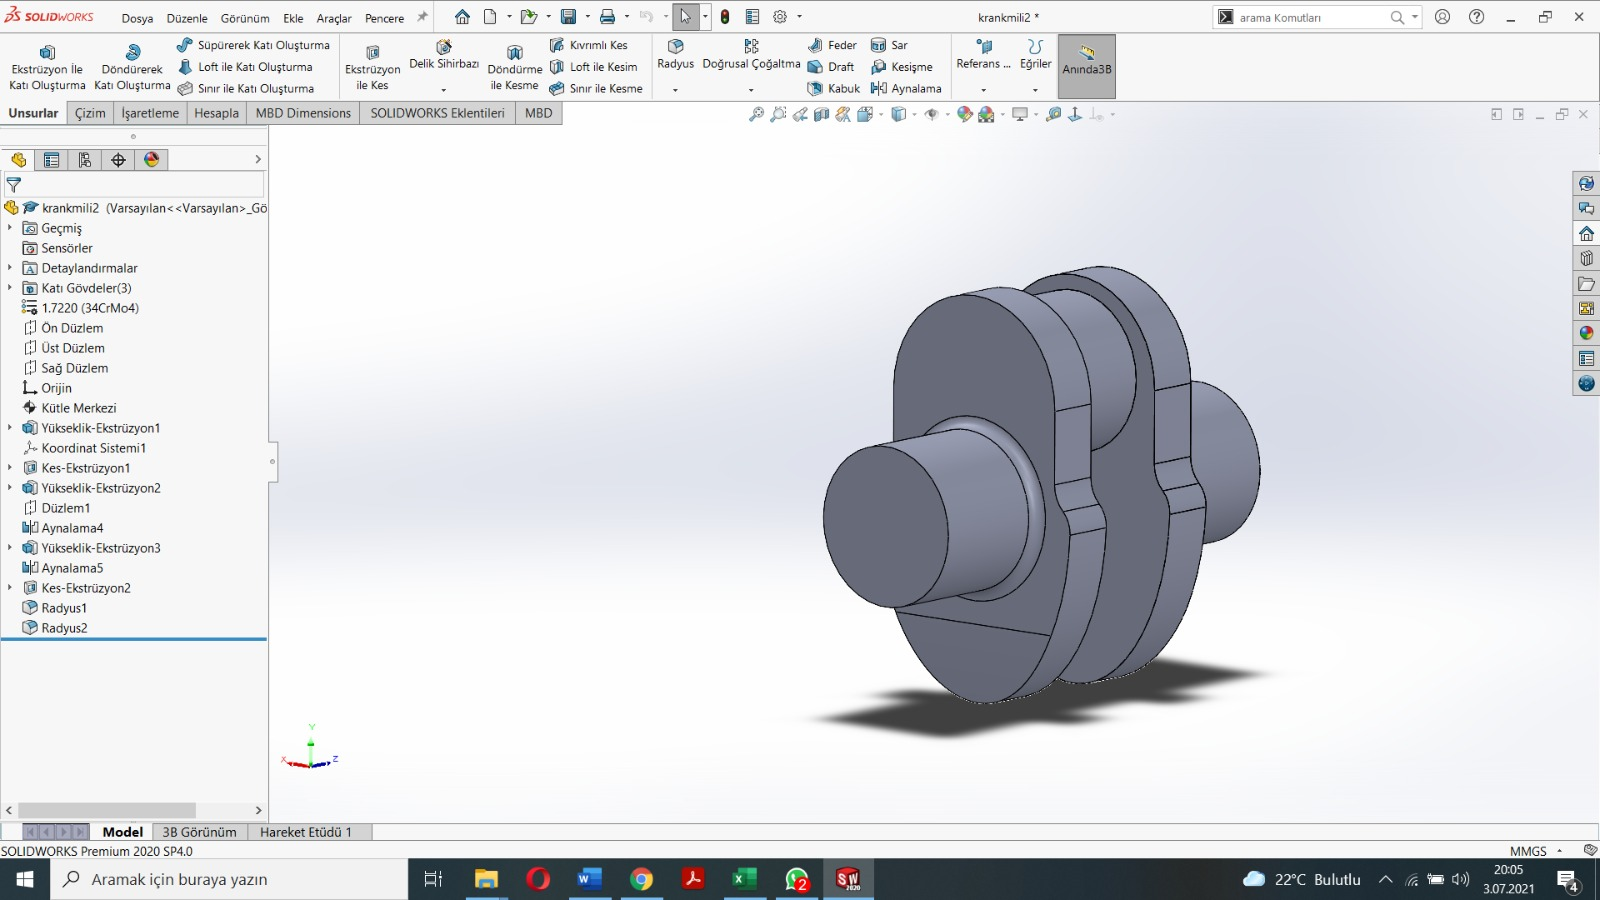 SOLIDWORKS
Dosya Düzenle Görünüm Ekle Araçlar Pencere
krankmili2 *
arama Komutları
Ekstrüzyon İle Katı Oluşturma
Döndürerek Katı Oluşturma
Süpürerek Katı Oluşturma
Loft ile Katı Oluşturma
Sınır ile Katı Oluşturma
Ekstrüzyon ile Kes
Delik Sihirbazı
Döndürme ile Kesme
Kıvrımlı Kes
Loft ile Kesim
Sınır ile Kesme
Radyus
Doğrusal Çoğaltma
Feder
Draft
Kabuk
Sar
Kesişme
Aynalama
Referans ...
Eğriler
Anında3B
Unsurlar Çizim İşaretleme Hesapla MBD Dimensions SOLIDWORKS Eklentileri MBD
krankmili2 (Varsayılan<<Varsayılan>_Gö
Geçmiş
Sensörler
Detaylandırmalar
Katı Gövdeler(3)
1.7220 (34CrMo4)
Ön Düzlem
Üst Düzlem
Sağ Düzlem
Orijin
Kütle Merkezi
Yükseklik-Ekstrüzyon1
Koordinat Sistemi1
Kes-Ekstrüzyon1
Yükseklik-Ekstrüzyon2
Düzlem1
Aynalama4
Yükseklik-Ekstrüzyon3
Aynalama5
Kes-Ekstrüzyon2
Radyus1
Radyus2
Y
X Z
Model 3B Görünüm Hareket Etüdü 1
SOLIDWORKS Premium 2020 SP4.0
MMGS
Aramak için buraya yazın
2
SW 2020
22°C Bulutlu
20:05
3.07.2021
4